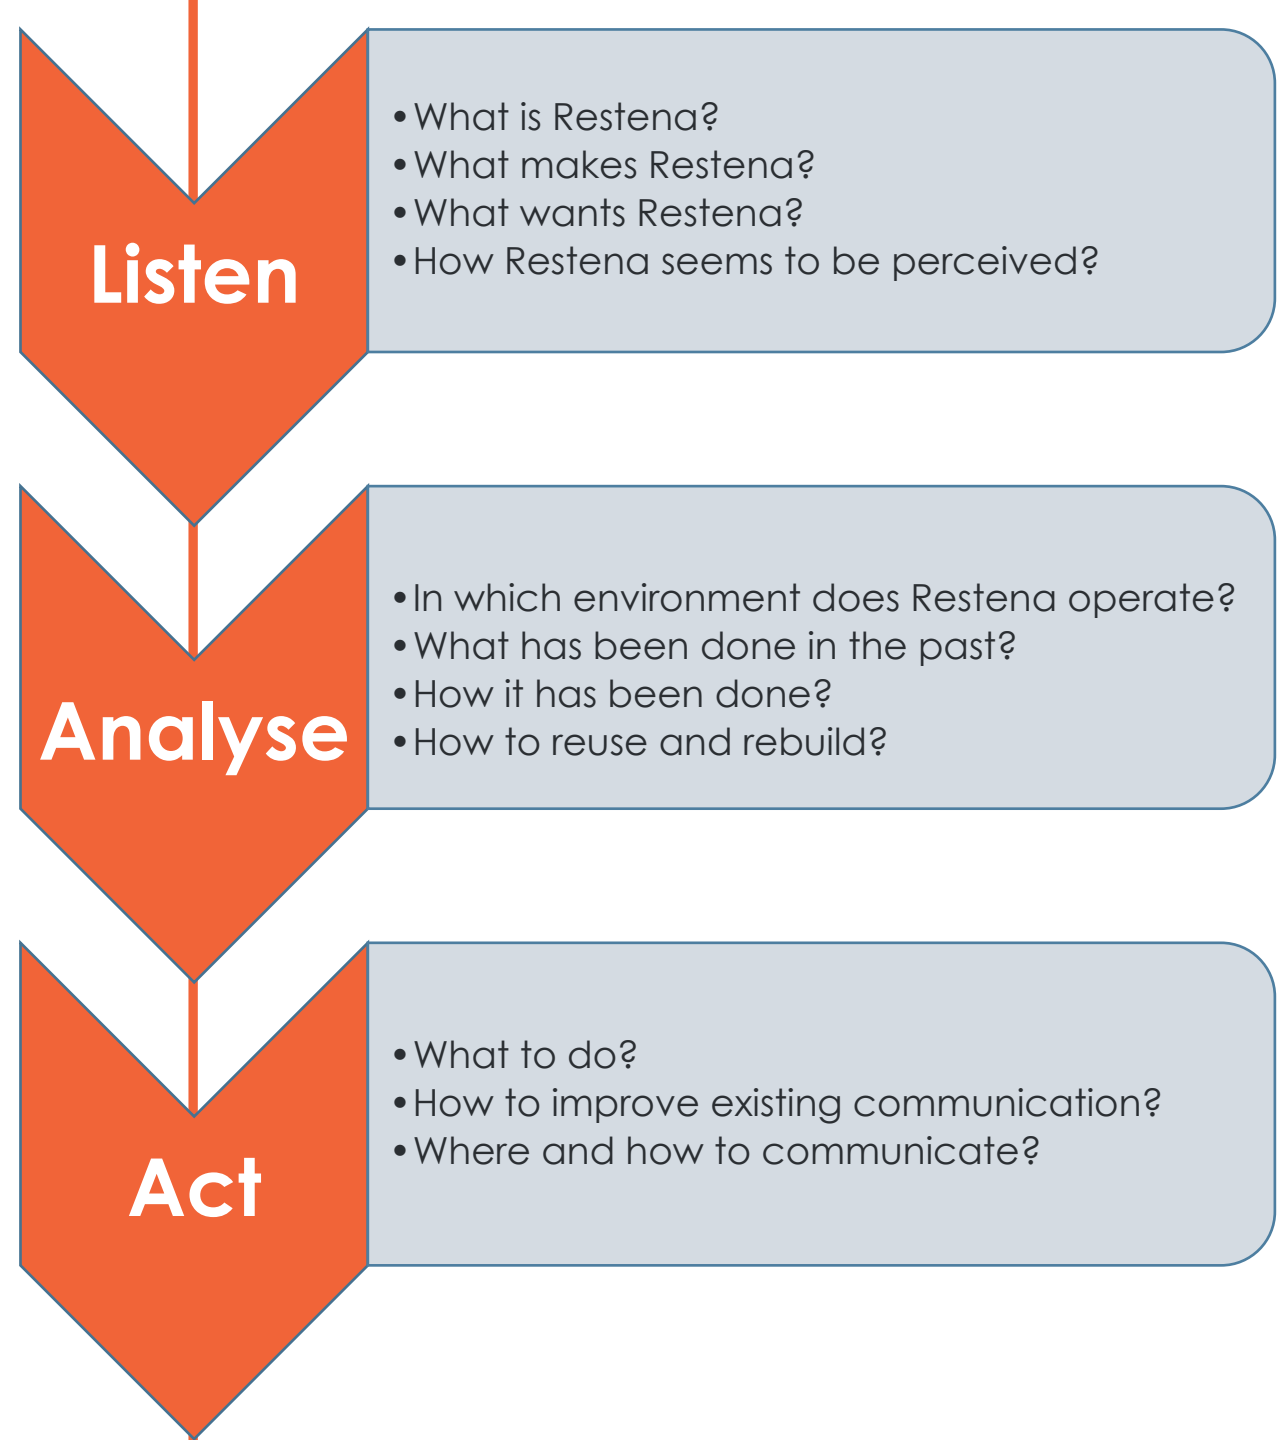 Listen
•What is Restena?
•What makes Restena?
•What wants Restena?
•How Restena seems to be perceived?
Analyse
•In which environment does Restena operate?
•What has been done in the past?
•How it has been done?
•How to reuse and rebuild?
Act
•What to do?
•How to improve existing communication?
•Where and how to communicate?